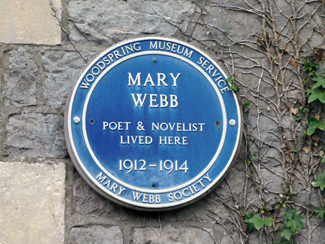 WOODSPRING MUSEUM SERVICE
MARY
WEBB
POET & NOVELIST
LIVED HERE
1912-1914
MARY WEBB SOCIETY